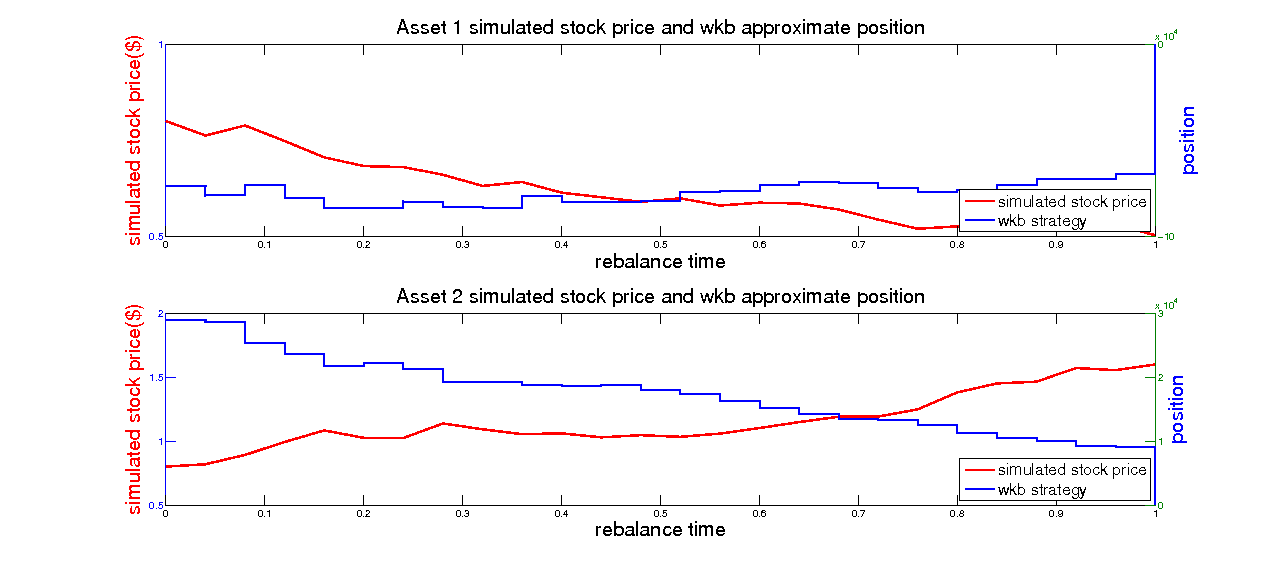 Asset 1 simulated stock price and wkb approximate position
simulated stock price($)
1
0.5
x 10^4
0
-10
position
0 0.1 0.2 0.3 0.4 0.5 0.6 0.7 0.8 0.9 1
rebalance time
simulated stock price
wkb strategy
Asset 2 simulated stock price and wkb approximate position
simulated stock price($)
2
1.5
1
0.5
x 10^4
3
2
1
0
position
0 0.1 0.2 0.3 0.4 0.5 0.6 0.7 0.8 0.9 1
rebalance time
simulated stock price
wkb strategy